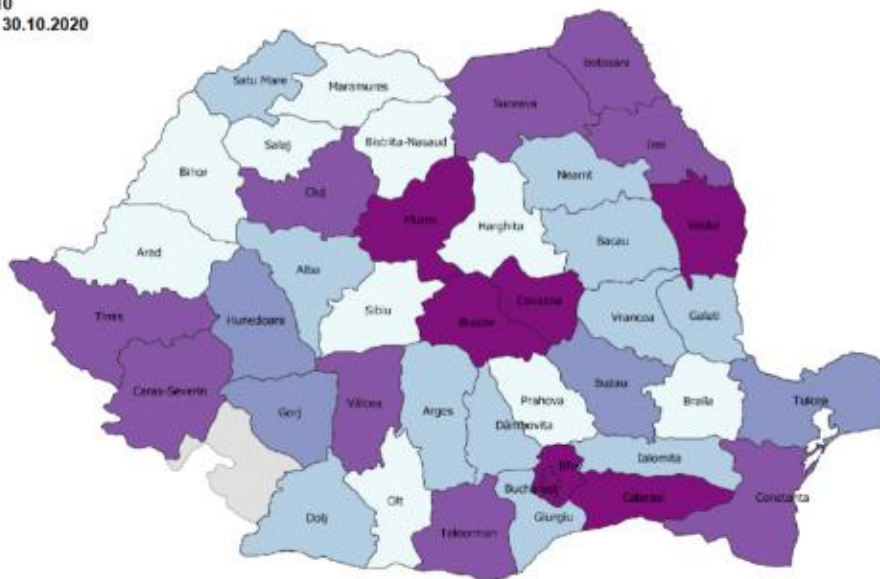 30.10.2020
Botosani
Satu Mare
Maramures
Suceava
Salaj
Bistrita-Nasaud
Iasi
Bihor
Neamt
Cluj
Mures
Harghita
Vaslui
Bacau
Arad
Alba
Covasna
Sibiu
Timis
Hunedoara
Brasov
Vrancea
Galati
Caras-Severin
Buzau
Prahova
Braila
Tulcea
Valcea
Gorj
Arges
Dâmbovita
Ialomita
Ilfov
Bucharest
Calarasi
Constanta
Olt
Dolj
Giurgiu
Teleorman